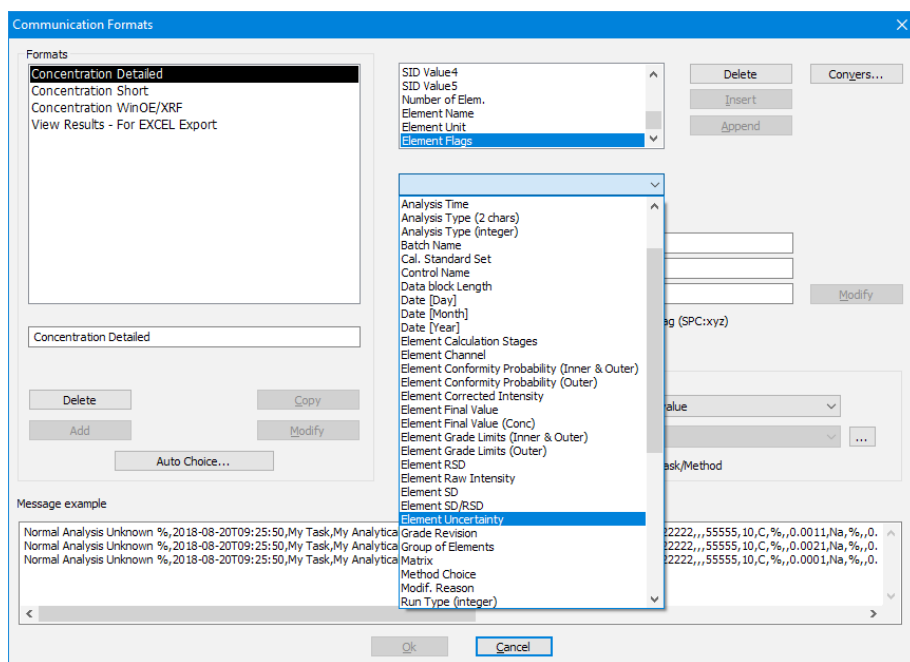 Communication Formats
Formats
Concentration Detailed
Concentration Short
Concentration WinOE/XRF
View Results - For EXCEL Export
Concentration Detailed
Delete
Copy
Add
Modify
Auto Choice...
SID Value4
SID Value5
Number of Elem.
Element Name
Element Unit
Element Flags
Delete
Convers...
Insert
Append
Analysis Time
Analysis Type (2 chars)
Analysis Type (integer)
Batch Name
Cal. Standard Set
Control Name
Data block Length
Date [Day]
Date [Month]
Date [Year]
Element Calculation Stages
Element Channel
Element Conformity Probability (Inner & Outer)
Element Conformity Probability (Outer)
Element Corrected Intensity
Element Final Value
Element Final Value (Conc)
Element Grade Limits (Inner & Outer)
Element Grade Limits (Outer)
Element RSD
Element Raw Intensity
Element SD
Element SD/RSD
Element Uncertainty
Grade Revision
Group of Elements
Matrix
Method Choice
Modif. Reason
Run Type (integer)
Modify
ag (SPC:xyz)
alue
...
ask/Method
Message example
Normal Analysis Unknown %,2018-08-20T09:25:50,My Task,My Analytica 22222,,,55555,10,C,%,,0.0011,Na,%,,0.
Normal Analysis Unknown %,2018-08-20T09:25:50,My Task,My Analytica 22222,,,55555,10,C,%,,0.0021,Na,%,,0.
Normal Analysis Unknown %,2018-08-20T09:25:50,My Task,My Analytica 22222,,,55555,10,C,%,,0.0001,Na,%,,0.
Ok
Cancel